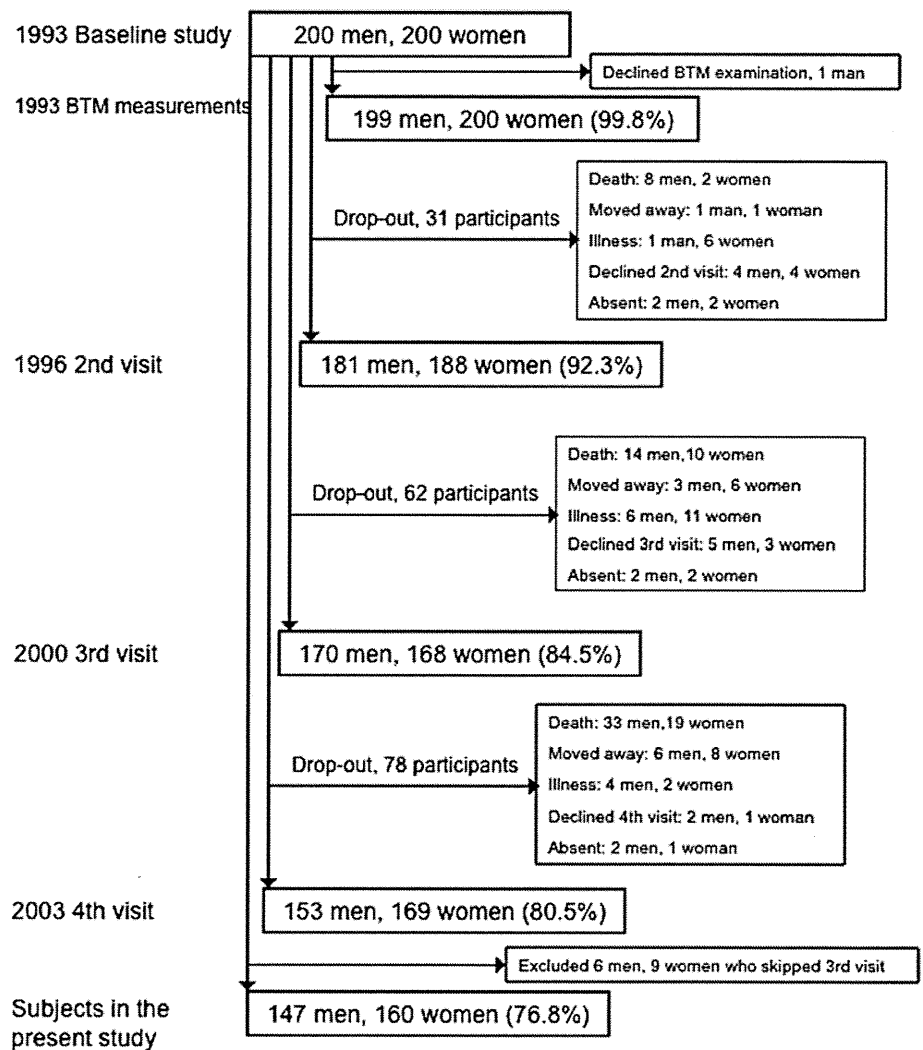 1993 Baseline study
200 men, 200 women
Declined BTM examination, 1 man
1993 BTM measurements
199 men, 200 women (99.8%)
Drop-out, 31 participants
Death: 8 men, 2 women
Moved away: 1 man, 1 woman
Illness: 1 man, 6 women
Declined 2nd visit: 4 men, 4 women
Absent: 2 men, 2 women
1996 2nd visit
181 men, 188 women (92.3%)
Drop-out, 62 participants
Death: 14 men,10 women
Moved away: 3 men, 6 women
Illness: 6 men, 11 women
Declined 3rd visit: 5 men, 3 women
Absent: 2 men, 2 women
2000 3rd visit
170 men, 168 women (84.5%)
Drop-out, 78 participants
Death: 33 men,19 women
Moved away: 6 men, 8 women
Illness: 4 men, 2 women
Declined 4th visit: 2 men, 1 woman
Absent: 2 men, 1 woman
2003 4th visit
153 men, 169 women (80.5%)
Excluded 6 men, 9 women who skipped 3rd visit
Subjects in the
present study
147 men, 160 women (76.8%)